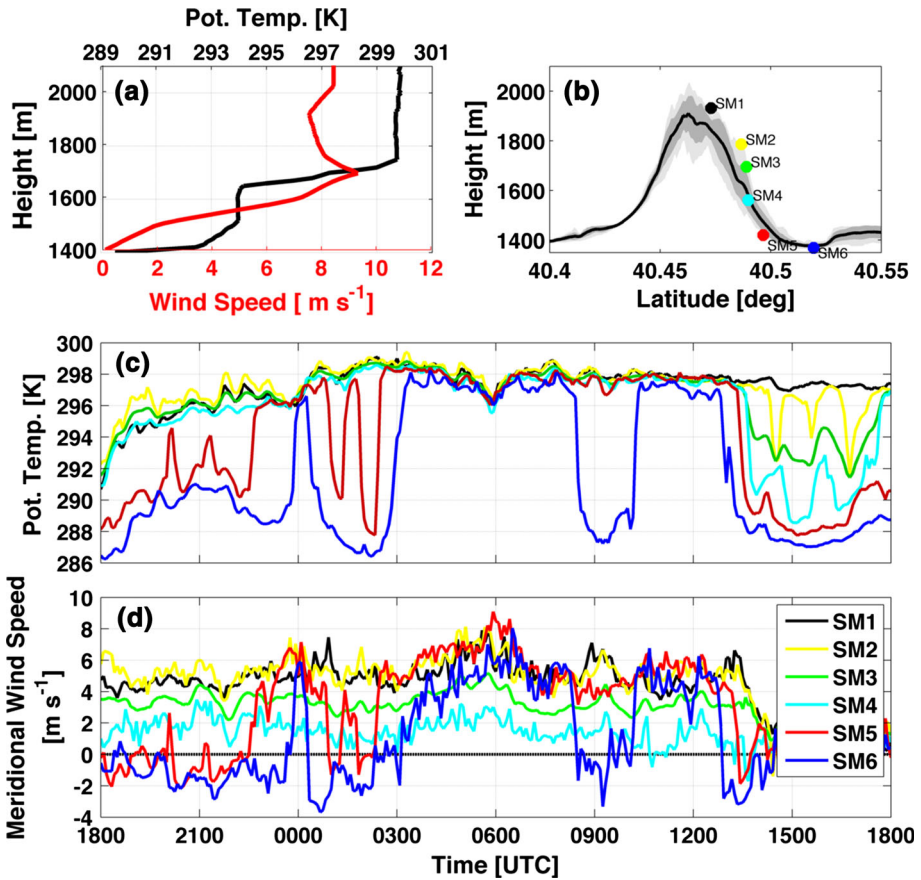 Pot. Temp. [K]
289 291 293 295 297 299 301
(a)
Height [m]
2000
1800
1600
1400
0 2 4 6 8 10 12
Wind Speed [ m s⁻¹]
(b)
Height [m]
2000
1800
1600
1400
SM1
SM2
SM3
SM4
SM5
SM6
40.4 40.45 40.5 40.55
Latitude [deg]
(c)
Pot. Temp. [K]
300
298
296
294
292
290
288
286
(d)
Meridional Wind Speed
[m s⁻¹]
10
8
6
4
2
0
-2
-4
SM1
SM2
SM3
SM4
SM5
SM6
1800 2100 0000 0300 0600 0900 1200 1500 1800
Time [UTC]